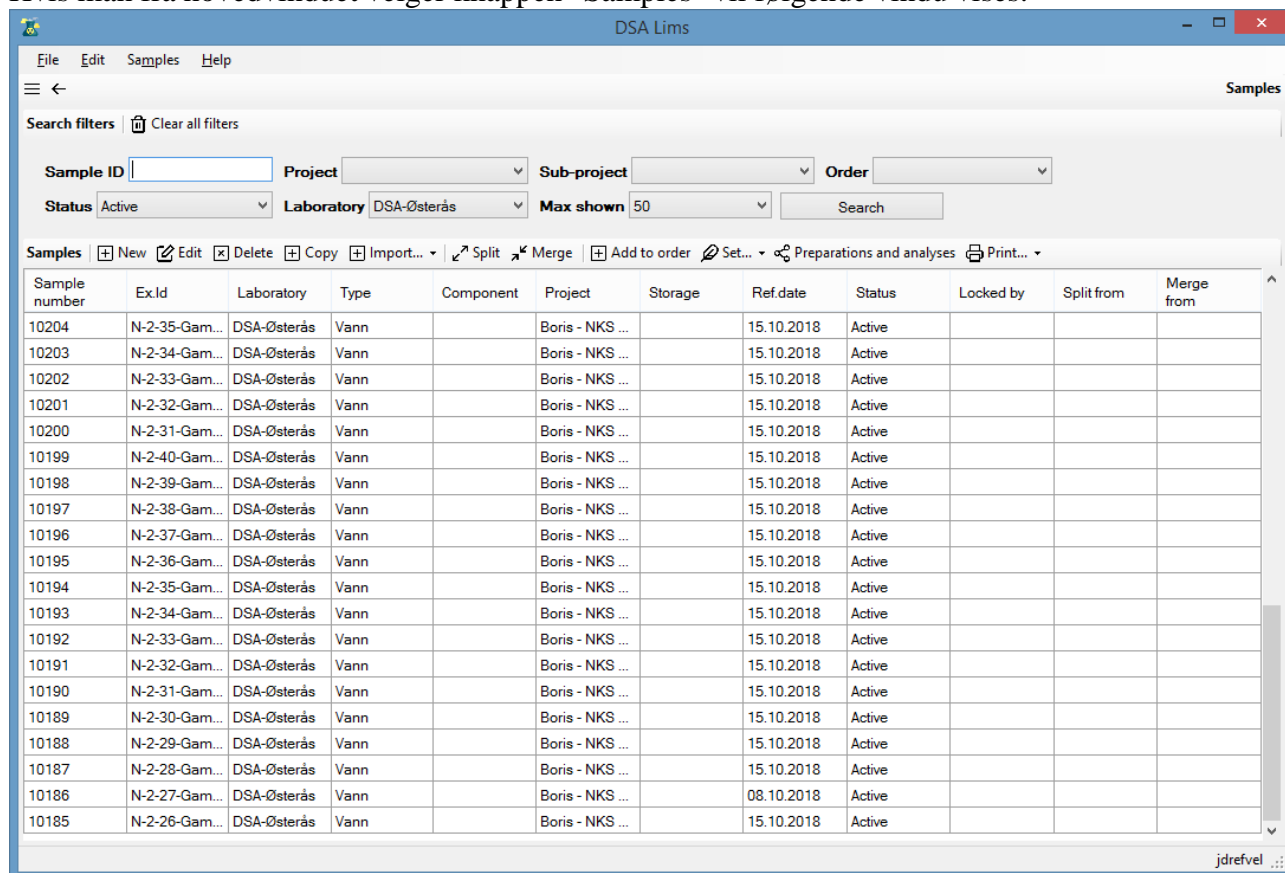 DSA Lims
File Edit Samples Help
Samples
Search filters Clear all filters
Sample ID Project Sub-project Order
Status Active Laboratory DSA-Østerås Max shown 50 Search
Samples New Edit Delete Copy Import... Split Merge Add to order Set... Preparations and analyses Print...
Sample number Ex.Id Laboratory Type Component Project Storage Ref.date Status Locked by Split from Merge from
10204 N-2-35-Gam... DSA-Østerås Vann Boris - NKS ... 15.10.2018 Active
10203 N-2-34-Gam... DSA-Østerås Vann Boris - NKS ... 15.10.2018 Active
10202 N-2-33-Gam... DSA-Østerås Vann Boris - NKS ... 15.10.2018 Active
10201 N-2-32-Gam... DSA-Østerås Vann Boris - NKS ... 15.10.2018 Active
10200 N-2-31-Gam... DSA-Østerås Vann Boris - NKS ... 15.10.2018 Active
10199 N-2-40-Gam... DSA-Østerås Vann Boris - NKS ... 15.10.2018 Active
10198 N-2-39-Gam... DSA-Østerås Vann Boris - NKS ... 15.10.2018 Active
10197 N-2-38-Gam... DSA-Østerås Vann Boris - NKS ... 15.10.2018 Active
10196 N-2-37-Gam... DSA-Østerås Vann Boris - NKS ... 15.10.2018 Active
10195 N-2-36-Gam... DSA-Østerås Vann Boris - NKS ... 15.10.2018 Active
10194 N-2-35-Gam... DSA-Østerås Vann Boris - NKS ... 15.10.2018 Active
10193 N-2-34-Gam... DSA-Østerås Vann Boris - NKS ... 15.10.2018 Active
10192 N-2-33-Gam... DSA-Østerås Vann Boris - NKS ... 15.10.2018 Active
10191 N-2-32-Gam... DSA-Østerås Vann Boris - NKS ... 15.10.2018 Active
10190 N-2-31-Gam... DSA-Østerås Vann Boris - NKS ... 15.10.2018 Active
10189 N-2-30-Gam... DSA-Østerås Vann Boris - NKS ... 15.10.2018 Active
10188 N-2-29-Gam... DSA-Østerås Vann Boris - NKS ... 15.10.2018 Active
10187 N-2-28-Gam... DSA-Østerås Vann Boris - NKS ... 15.10.2018 Active
10186 N-2-27-Gam... DSA-Østerås Vann Boris - NKS ... 08.10.2018 Active
10185 N-2-26-Gam... DSA-Østerås Vann Boris - NKS ... 15.10.2018 Active
jdrefvel